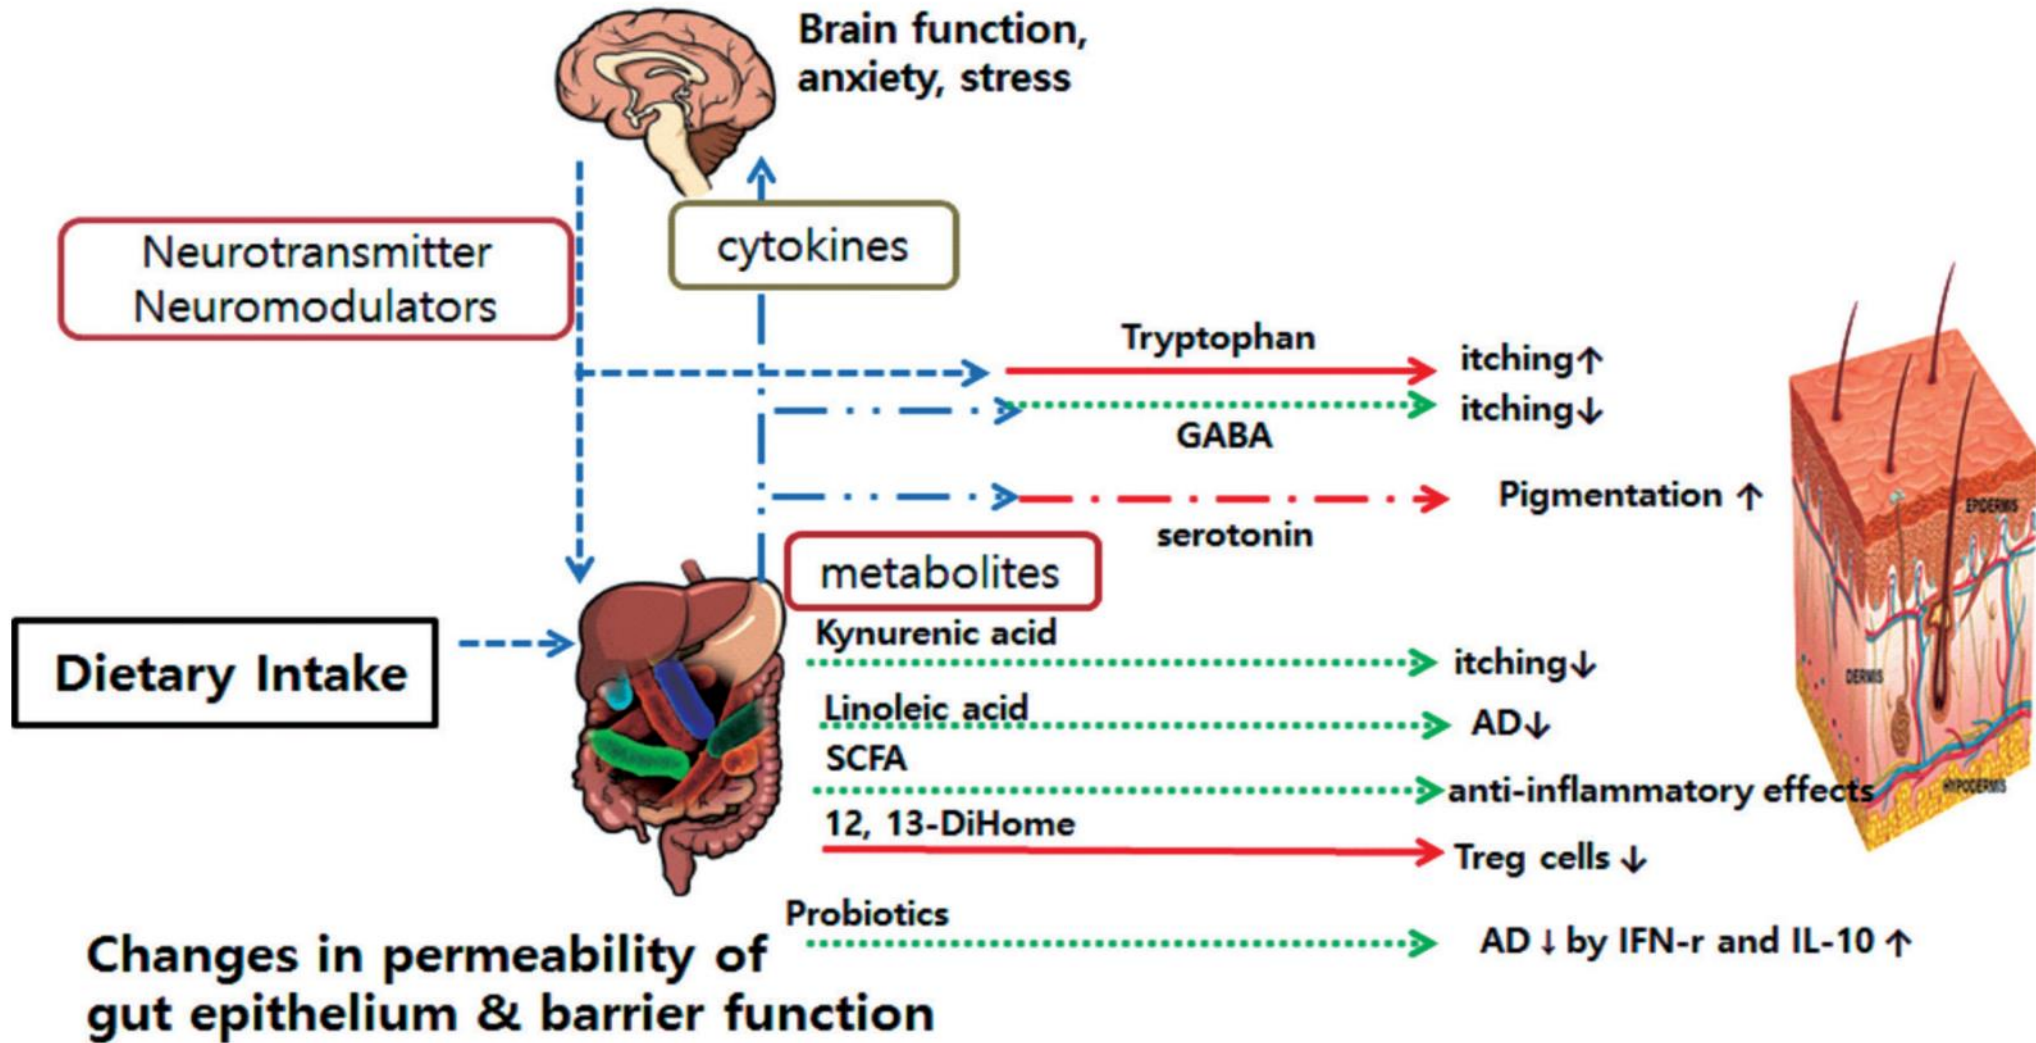 Brain function,
anxiety, stress
Neurotransmitter
Neuromodulators
cytokines
Tryptophan
itching↑
itching↓
GABA
Pigmentation ↑
serotonin
metabolites
Dietary Intake
Kynurenic acid
itching↓
Linoleic acid
AD↓
SCFA
anti-inflammatory effects
12, 13-DiHome
Treg cells ↓
Probiotics
AD ↓ by IFN-r and IL-10 ↑
Changes in permeability of
gut epithelium & barrier function
EPIDERMIS
DERMIS
HYPODERMIS